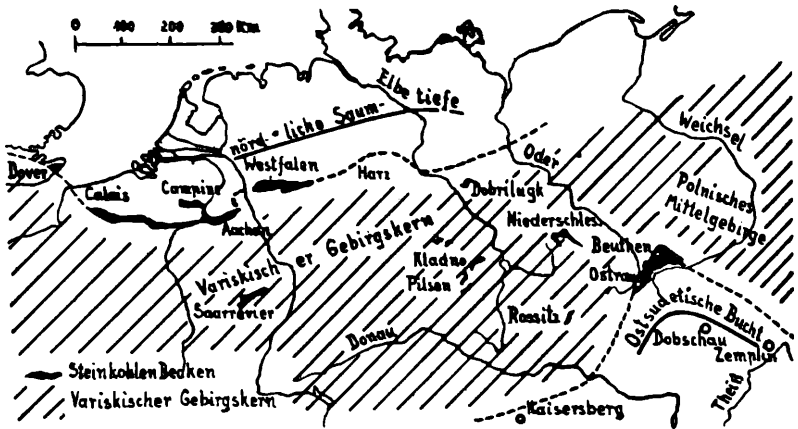 0 100 200 300 Km
Elbe tiefe
nörd-liche Saum-
Weichsel
Dover
Westfalen
Harz
Oder
Calais
Campine
Dobrilugk
Polnisches
Mittelgebirge
Aachen
Niederschles.
Variskischer Gebirgskern
Kladno
Beuthen
Pilsen
Ostrau
Saarrevier
Rossitz
Ostsudetische Bucht
Donau
Dobschau
Zemplin
Steinkohlen Becken
Theiß
Variskischer Gebirgskern
Kaisersberg